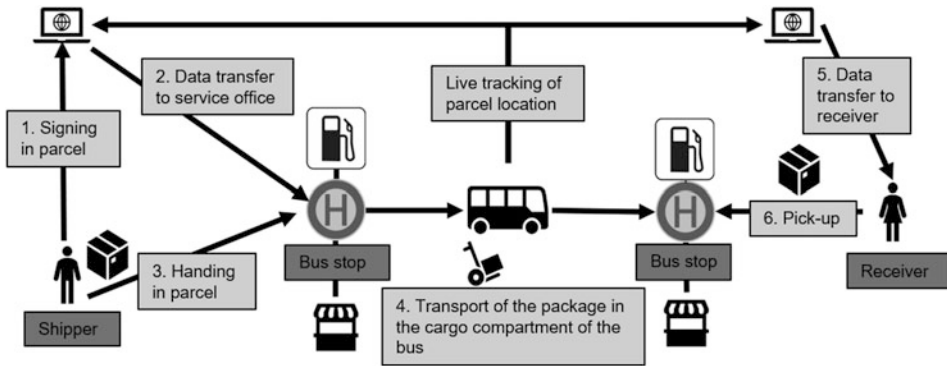 1. Signing
in parcel
2. Data transfer
to service office
Live tracking of
parcel location
5. Data
transfer to
receiver
H
H
6. Pick-up
3. Handing
in parcel
Bus stop
Bus stop
Receiver
4. Transport of the package in
the cargo compartment of the
bus
Shipper